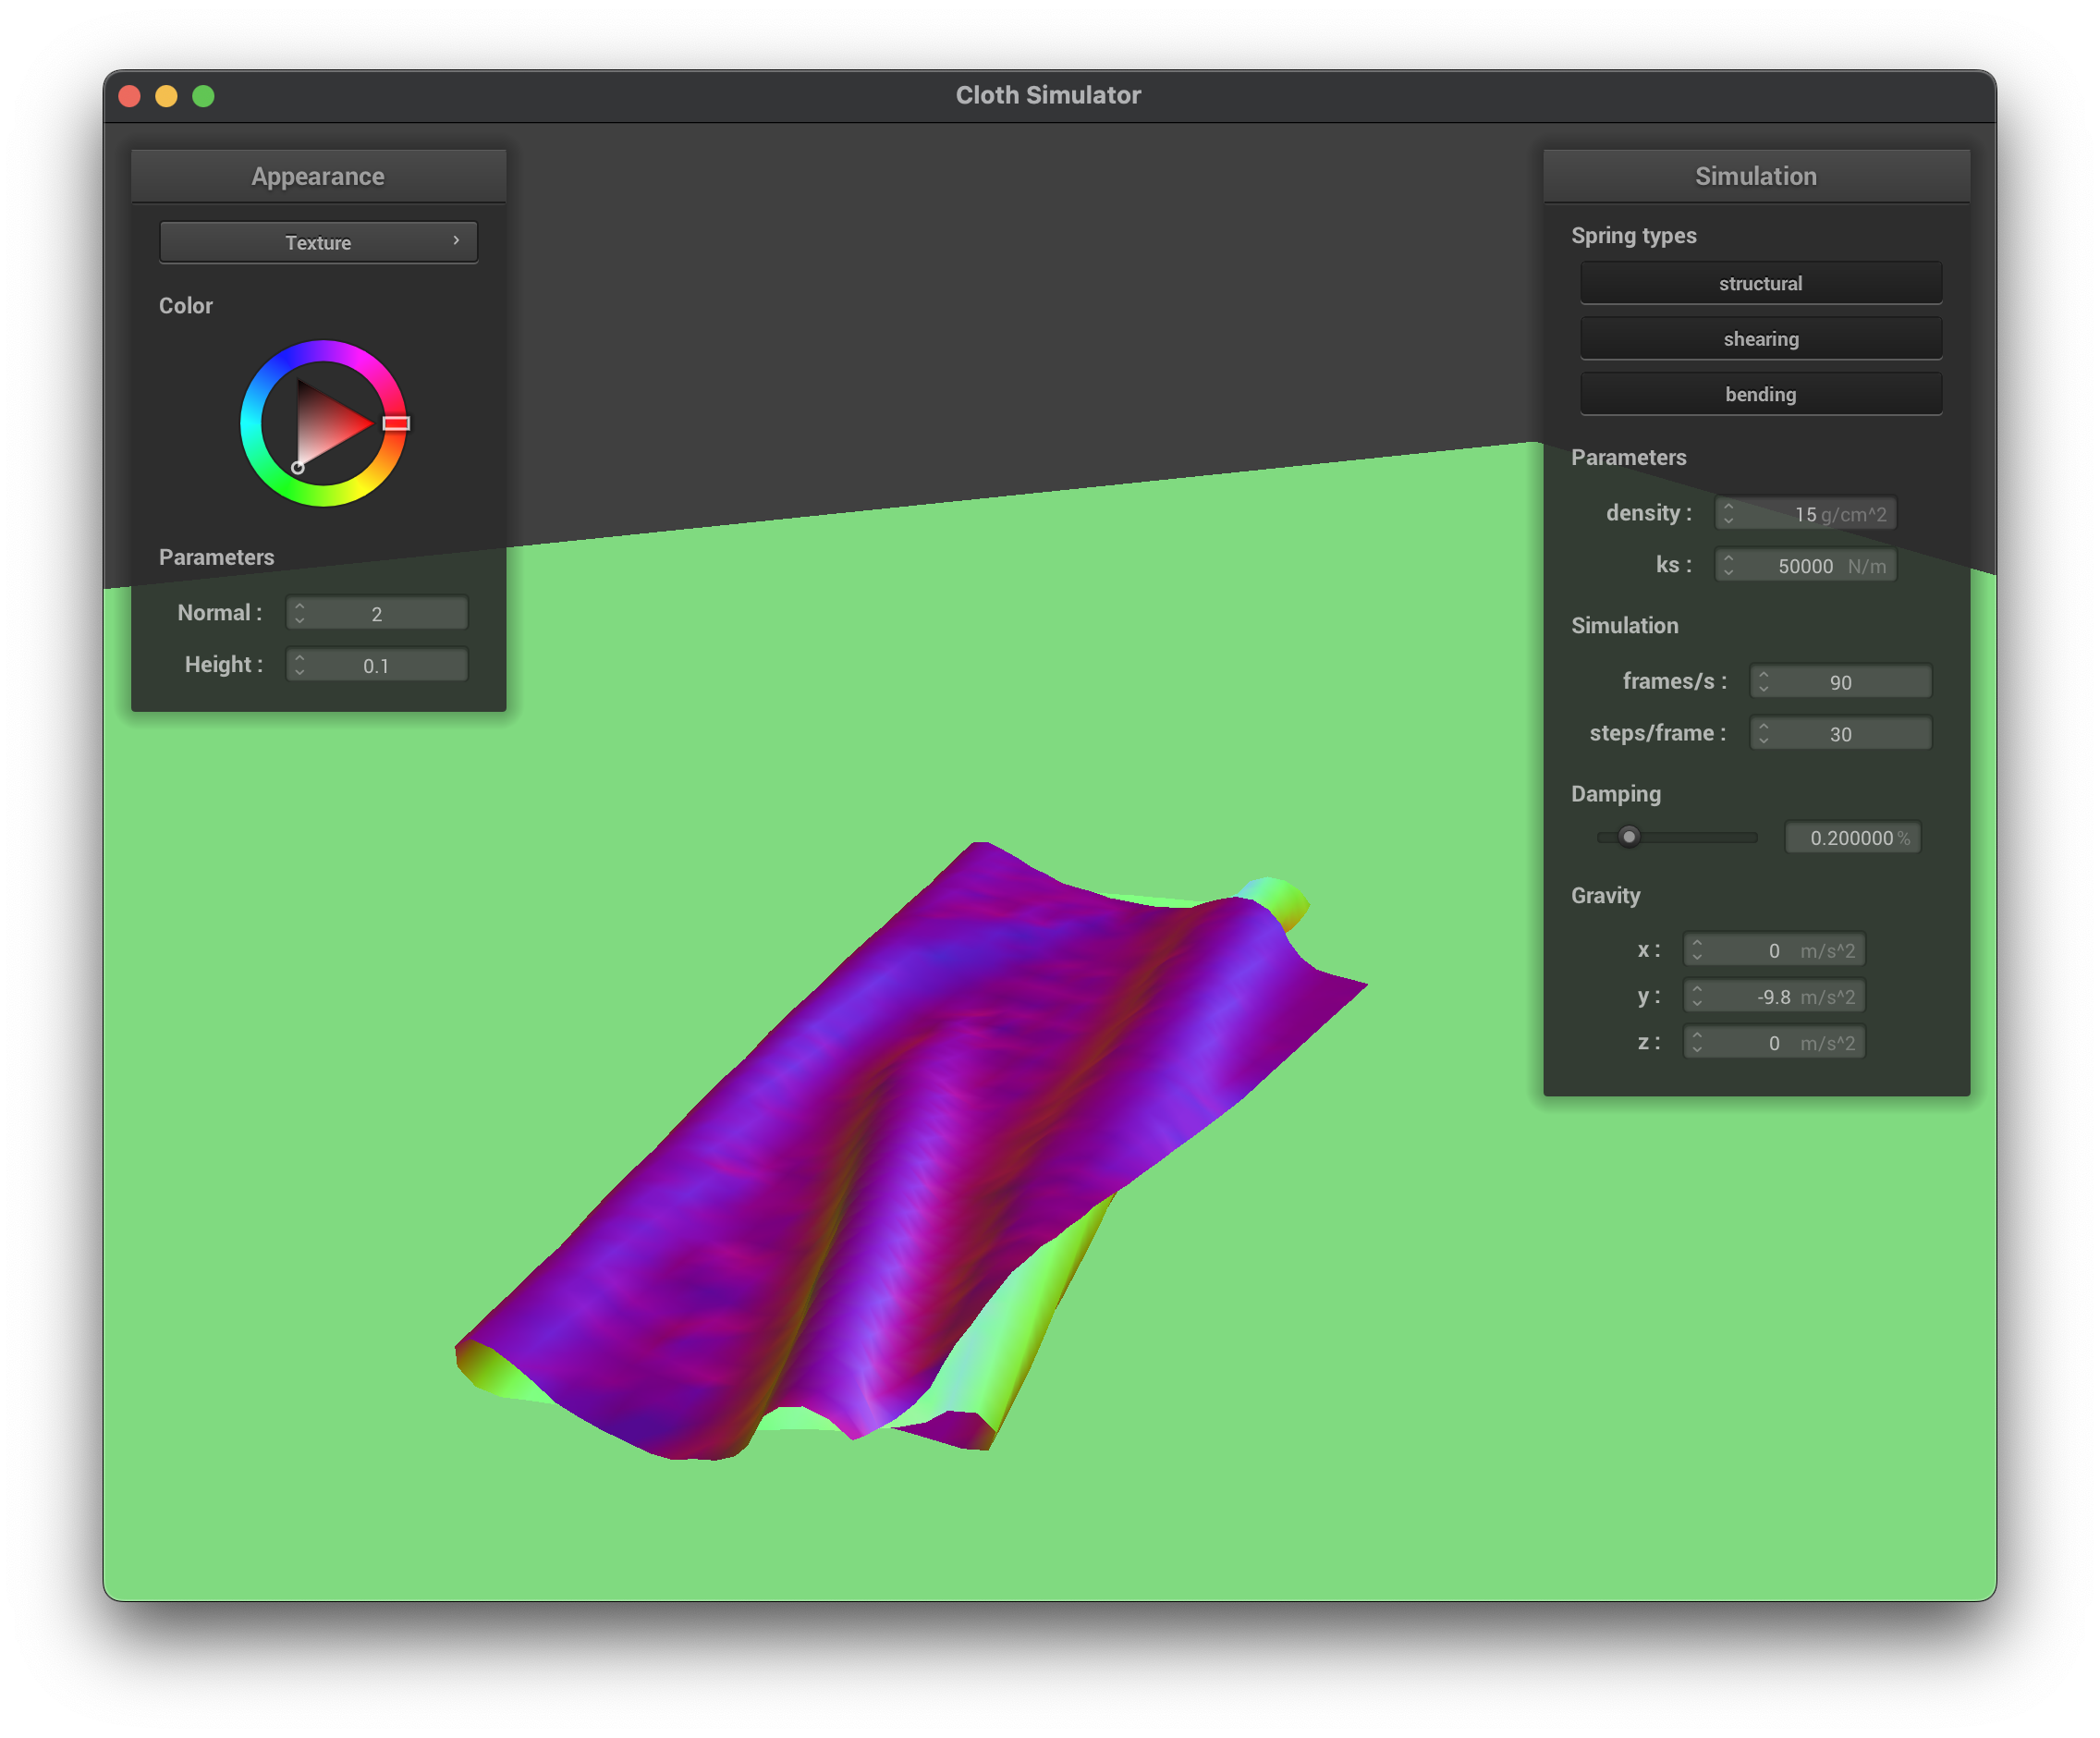 Cloth Simulator
Appearance
Texture
Color
Parameters
Normal : 2
Height : 0.1
Simulation
Spring types
structural
shearing
bending
Parameters
density : 15 g/cm^2
ks : 50000 N/m
Simulation
frames/s : 90
steps/frame : 30
Damping
0.200000 %
Gravity
x : 0 m/s^2
y : -9.8 m/s^2
z : 0 m/s^2